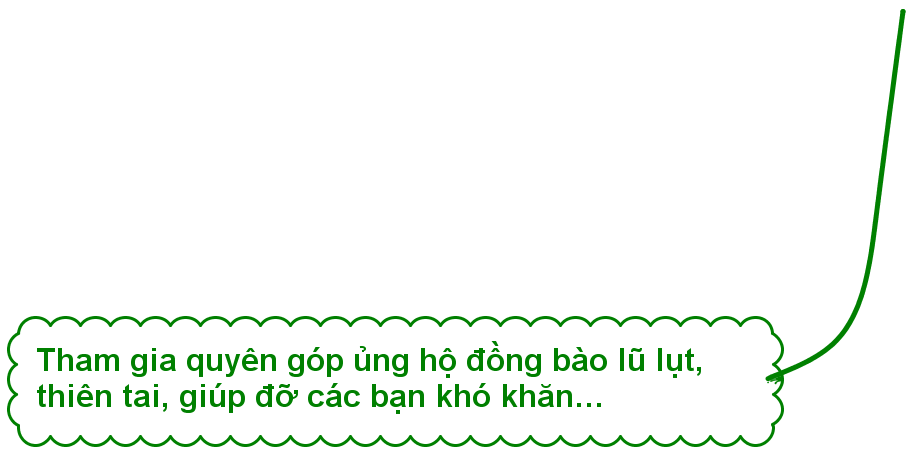 Tham gia quyên góp ủng hộ đồng bào lũ lụt,
thiên tai, giúp đỡ các bạn khó khăn...